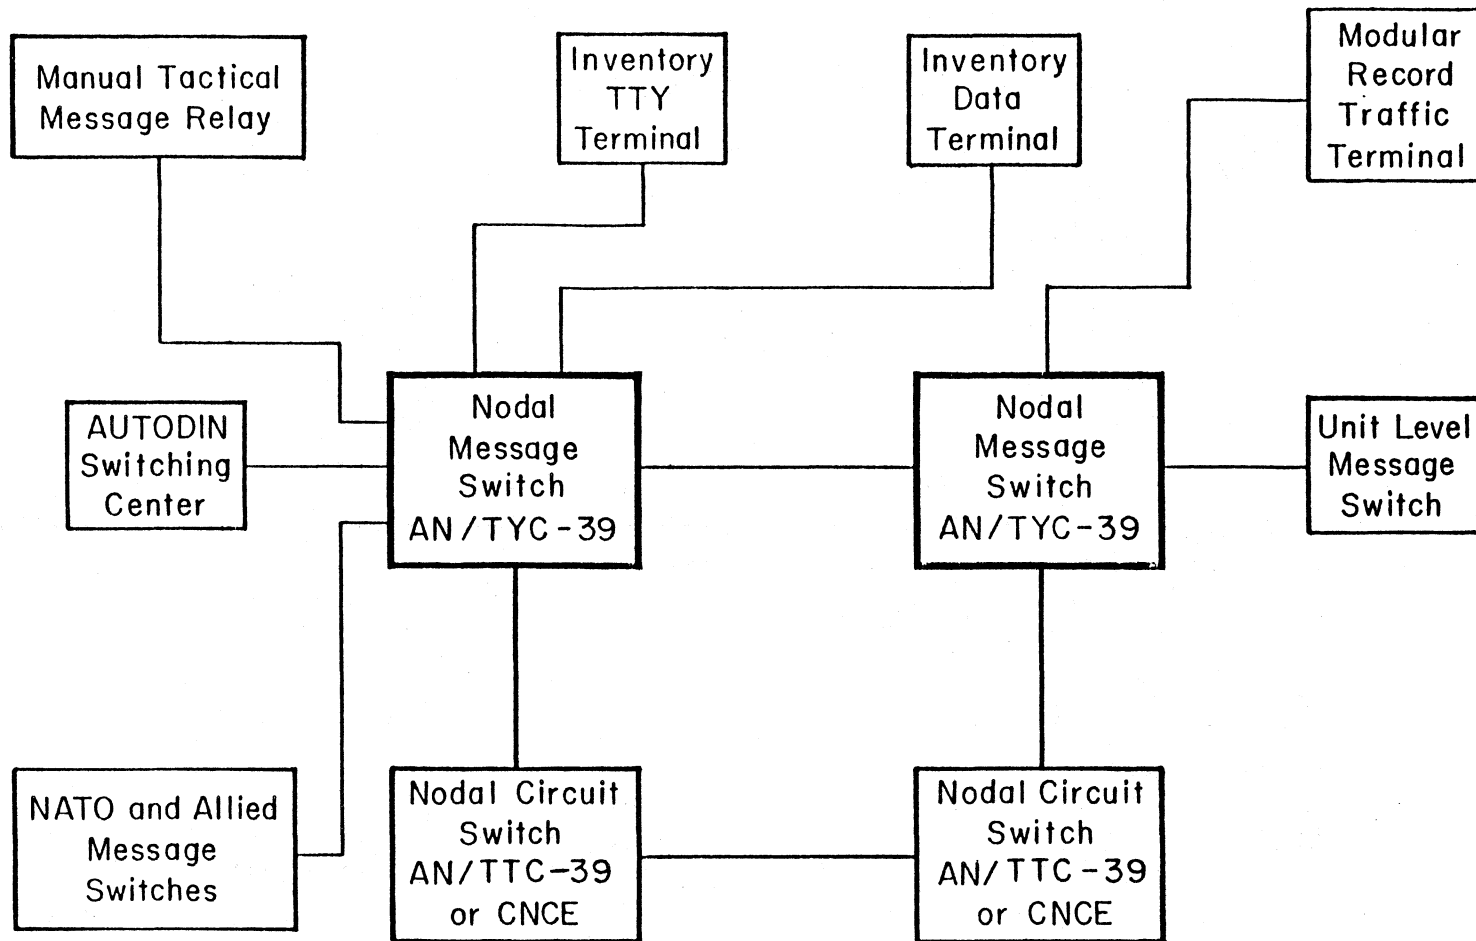 Manual Tactical
Message Relay
Inventory
TTY
Terminal
Inventory
Data
Terminal
Modular
Record
Traffic
Terminal
AUTODIN
Switching
Center
Nodal
Message
Switch
AN/TYC-39
Nodal
Message
Switch
AN/TYC-39
Unit Level
Message
Switch
NATO and Allied
Message
Switches
Nodal Circuit
Switch
AN/TTC-39
or CNCE
Nodal Circuit
Switch
AN/TTC-39
or CNCE